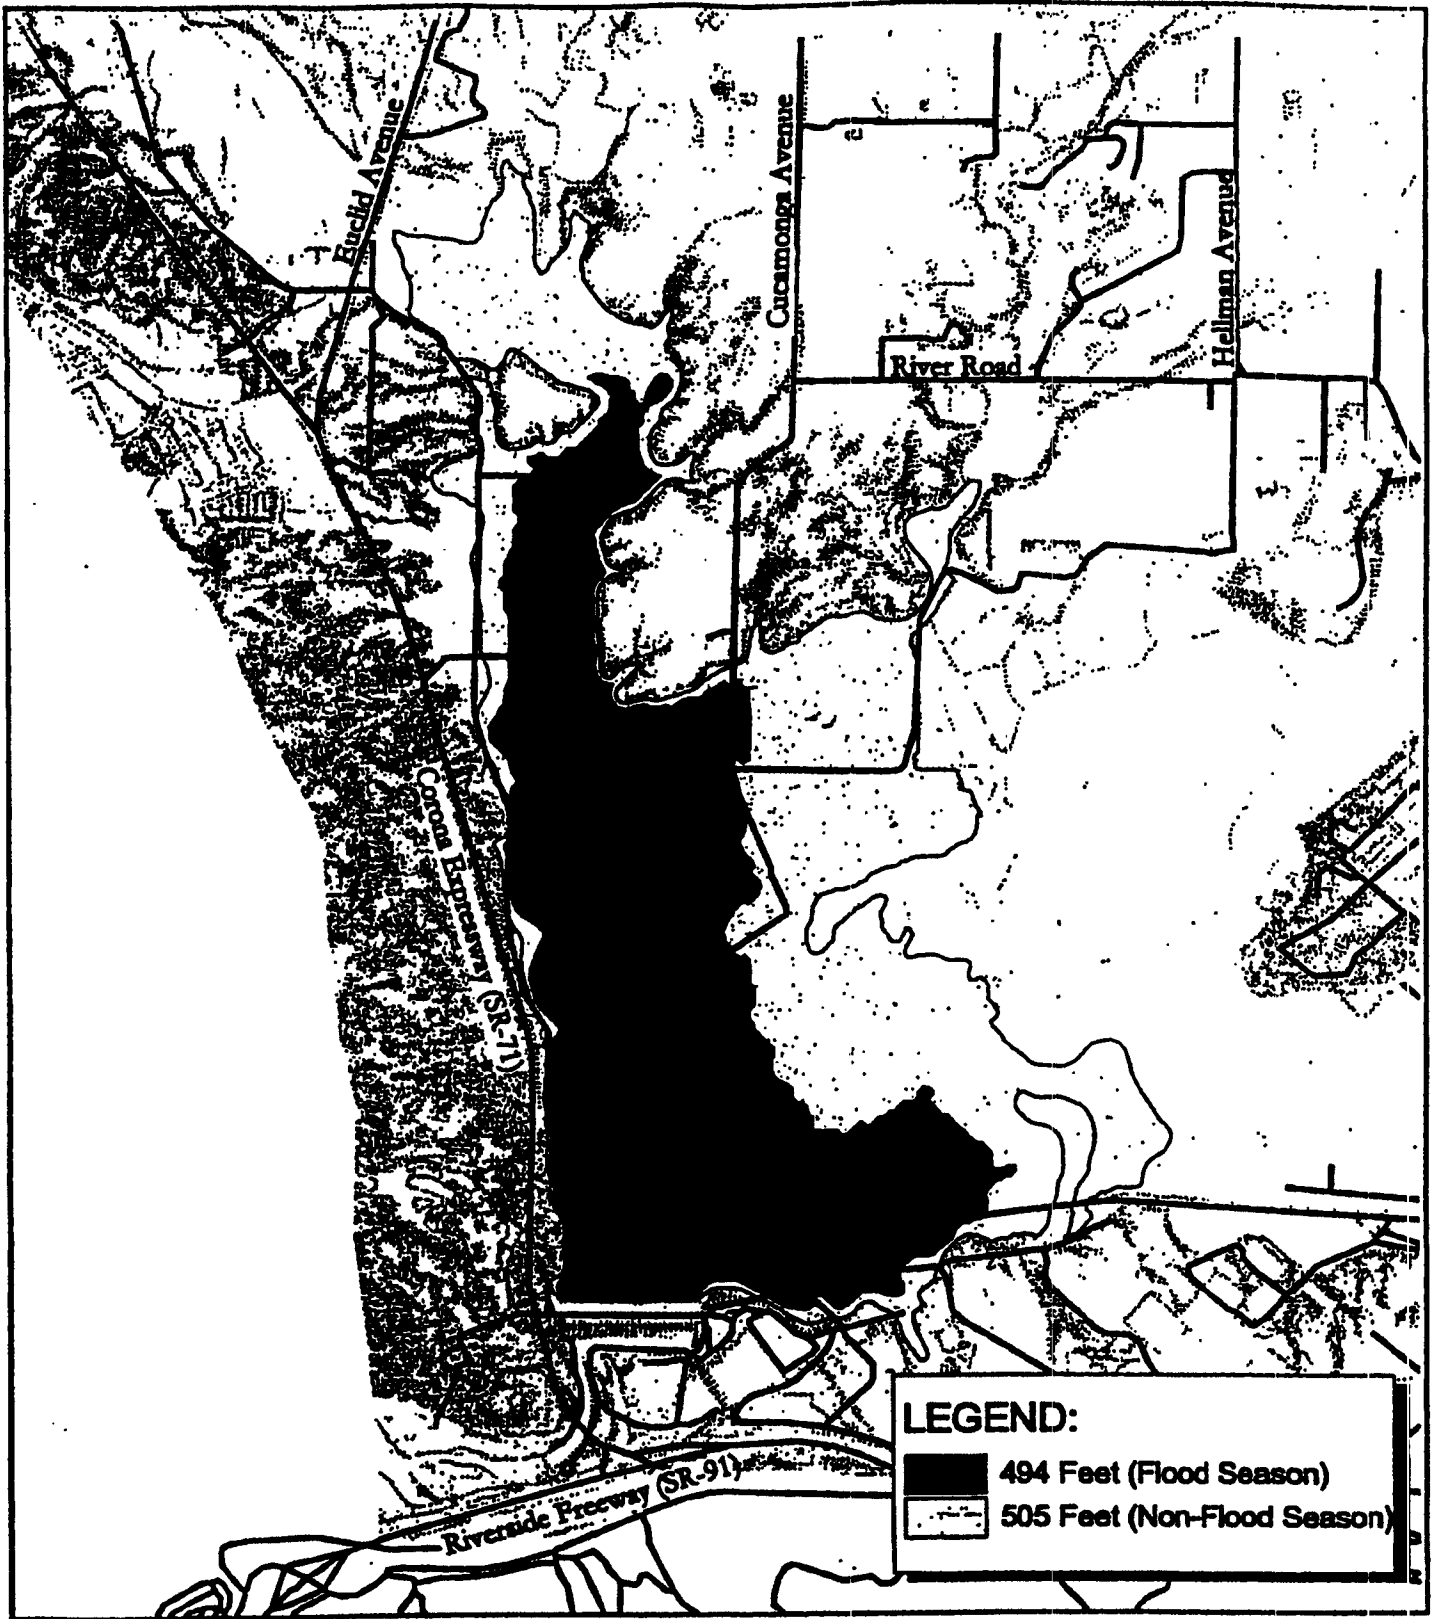 Euclid Avenue
Cucamonga Avenue
Hellman Avenue
River Road
Corona Expressway (SR-71)
Riverside Freeway (SR-91)
LEGEND:
494 Feet (Flood Season)
505 Feet (Non-Flood Season)